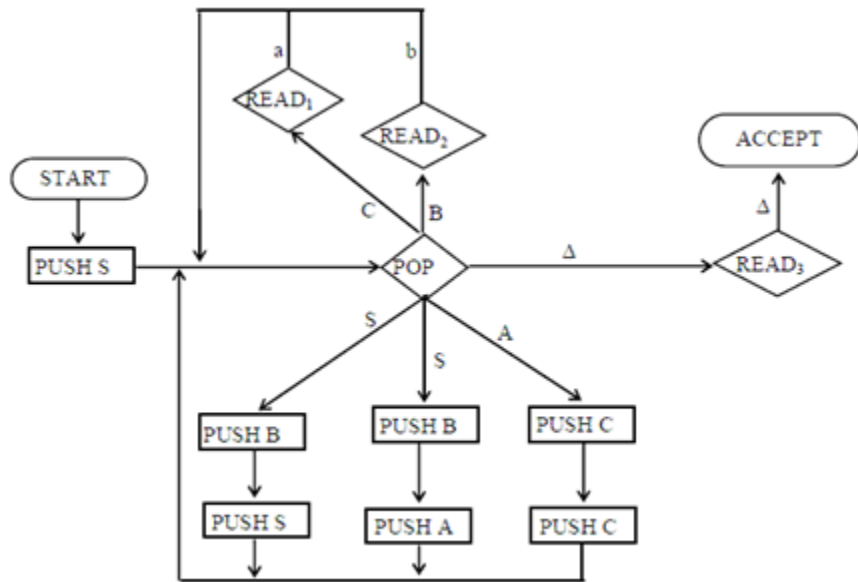 a
b
READ₁
READ₂
ACCEPT
START
C
B
Δ
PUSH S
POP
Δ
READ₃
S
S
A
PUSH B
PUSH B
PUSH C
PUSH S
PUSH A
PUSH C